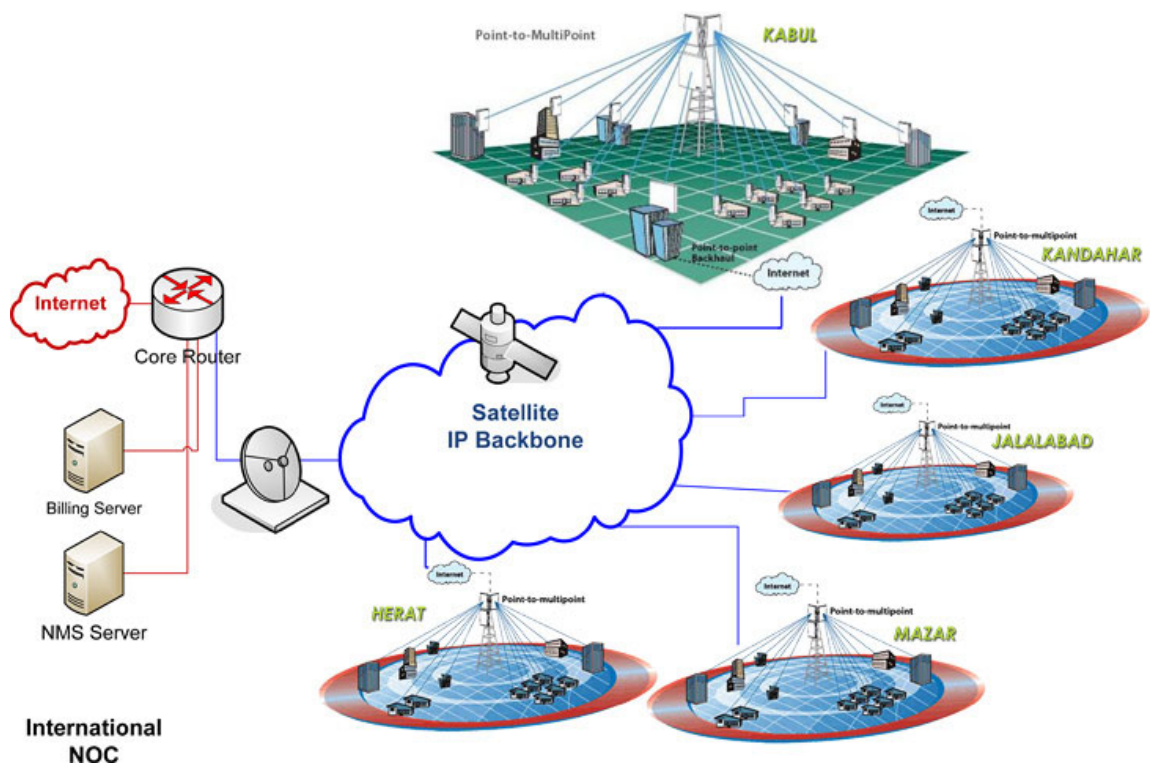 Point-to-MultiPoint
KABUL
Point-to-point
Backhaul
Internet
Internet
Point-to-multipoint
KANDAHAR
Internet
Core Router
Satellite
IP Backbone
Internet
Point-to-multipoint
JALALABAD
Billing Server
NMS Server
Internet
Point-to-multipoint
HERAT
Internet
Point-to-multipoint
MAZAR
International
NOC